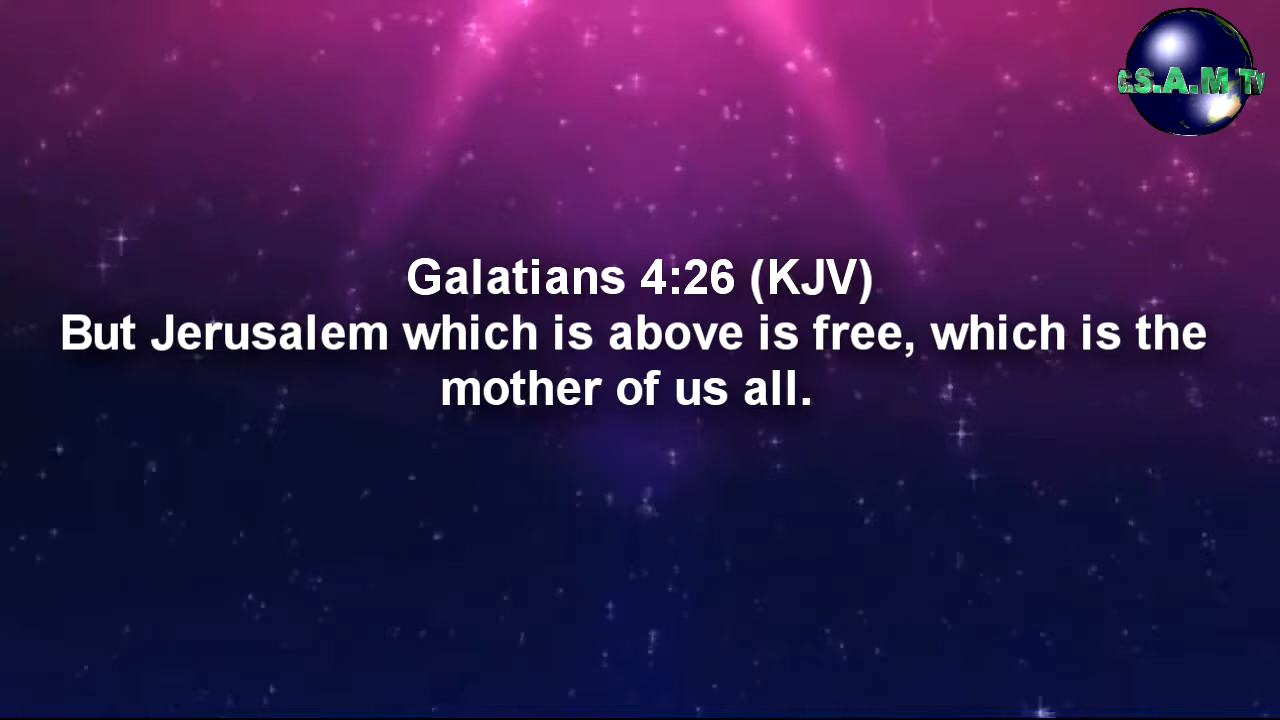 C.S.A.M TV
Galatians 4:26 (KJV)
But Jerusalem which is above is free, which is the
mother of us all.